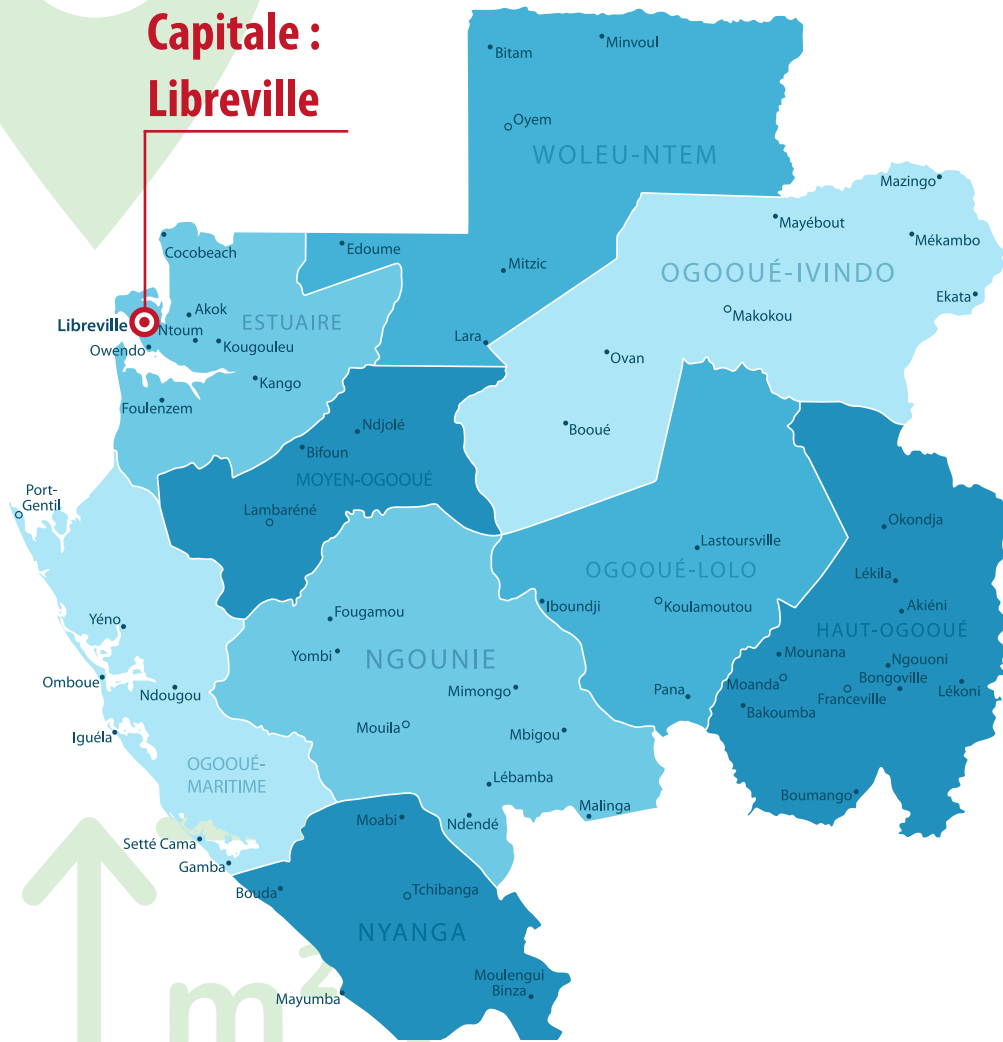 Capitale :
Libreville
Bitam
Minvoul
Oyem
WOLEU-NTEM
Mazingo
Mayébout
Mékambo
Cocobeach
Edoume
Mitzic
OGOOUÉ-IVINDO
Ekata
Akok
Makokou
Libreville
Ntoum
ESTUAIRE
Lara
Owendo
Kougouleu
Ovan
Kango
Foulenzem
Ndjolé
Booué
Bifoun
MOYEN-OGOOUÉ
Port-
Gentil
Lambaréné
Okondja
Lastoursville
OGOOUÉ-LOLO
Lékila
Iboundji
Koulamoutou
Akiéni
Fougamou
Yéno
HAUT-OGOOUÉ
Yombi
NGOUNIE
Mounana
Ngouoni
Omboue
Ndougou
Mimongo
Pana
Moanda
Bongoville
Franceville
Lékoni
Bakoumba
Mouila
Mbigou
Iguéla
OGOOUÉ-
MARITIME
Lébamba
Malinga
Boumango
Moabi
Ndendé
Setté Cama
Gamba
Bouda
Tchibanga
NYANGA
Moulengui
Binza
Mayumba
m²